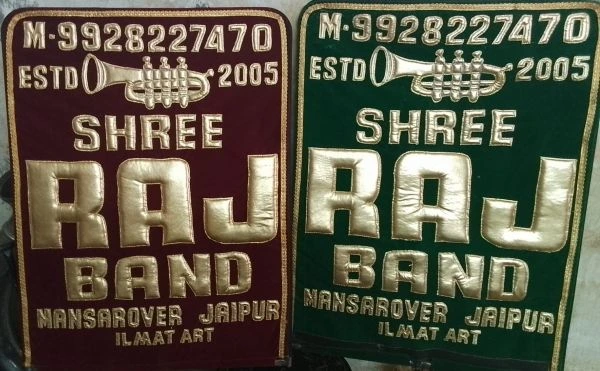 M-9928227470
ESTD 2005
SHREE
RAJ
BAND
MANSAROVER JAIPUR
ILMAT ART
M-9928227470
ESTD 2005
SHREE
RAJ
BAND
MANSAROVER JAIPUR
ILMAT ART